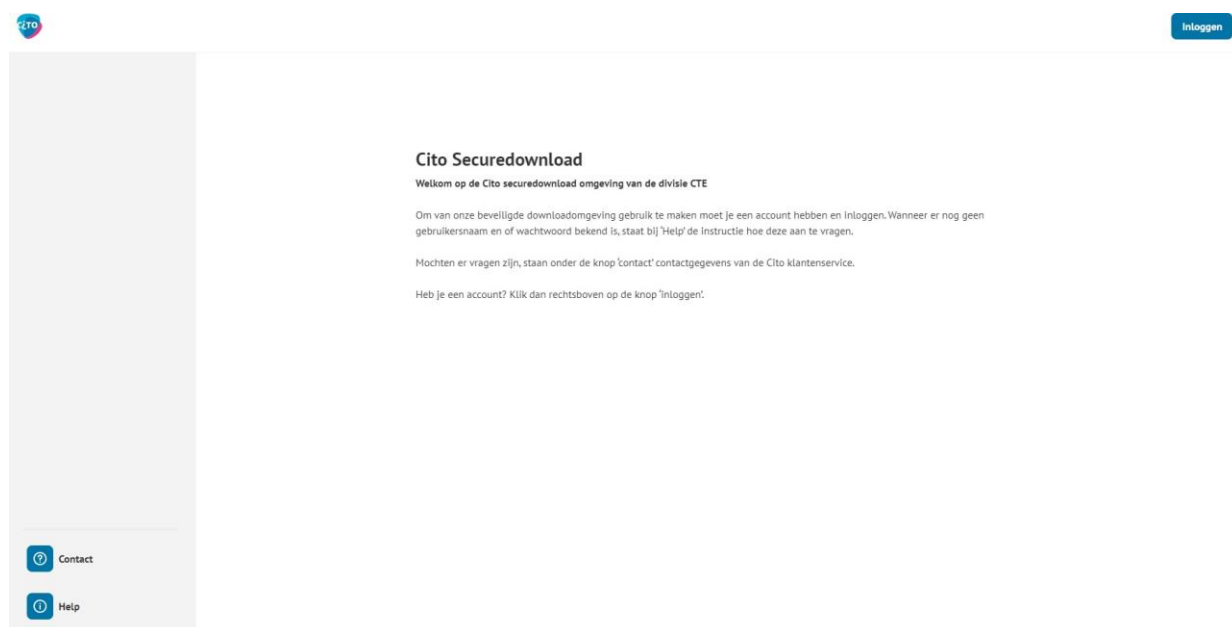 cito
Inloggen
Cito Securedownload
Welkom op de Cito securedownload omgeving van de divisie CTE
Om van onze beveiligde downloadomgeving gebruik te maken moet je een account hebben en inloggen. Wanneer er nog geen
gebruikersnaam en of wachtwoord bekend is, staat bij 'Help' de instructie hoe deze aan te vragen.
Mochten er vragen zijn, staan onder de knop 'contact' contactgegevens van de Cito klantenservice.
Heb je een account? Klik dan rechtsboven op de knop 'inloggen'.
Contact
Help